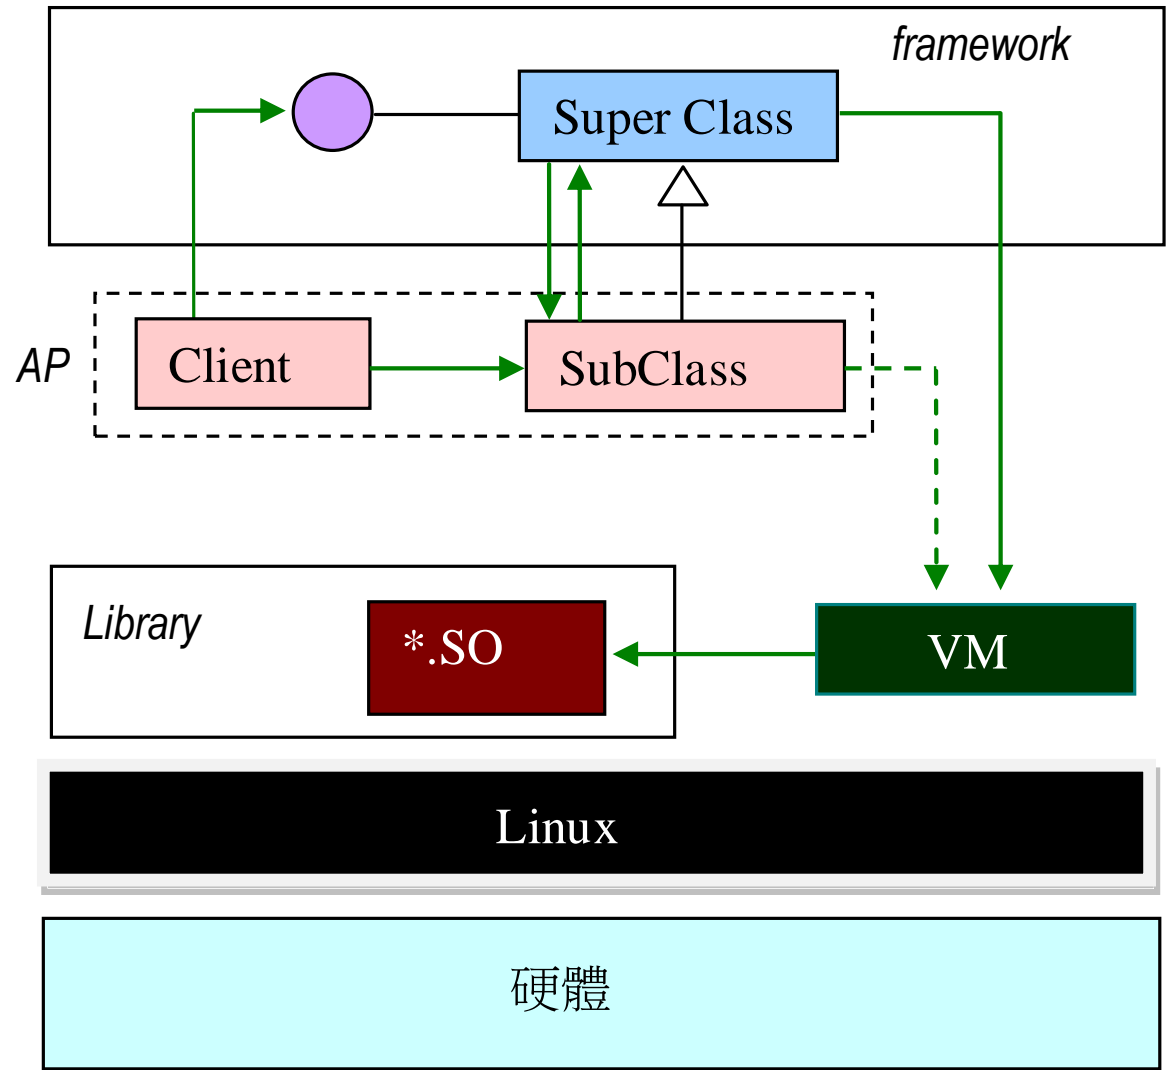 framework
Super Class
AP
Client
SubClass
Library
*.SO
VM
Linux
硬體